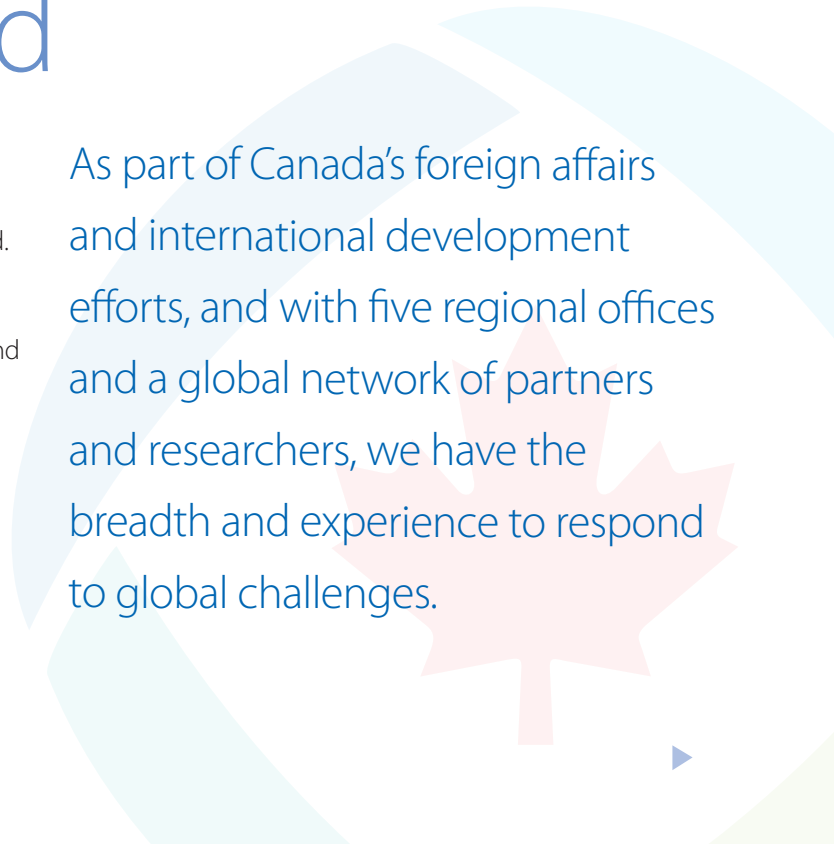 As part of Canada's foreign affairs
and international development
efforts, and with five regional offices
and a global network of partners
and researchers, we have the
breadth and experience to respond
to global challenges.